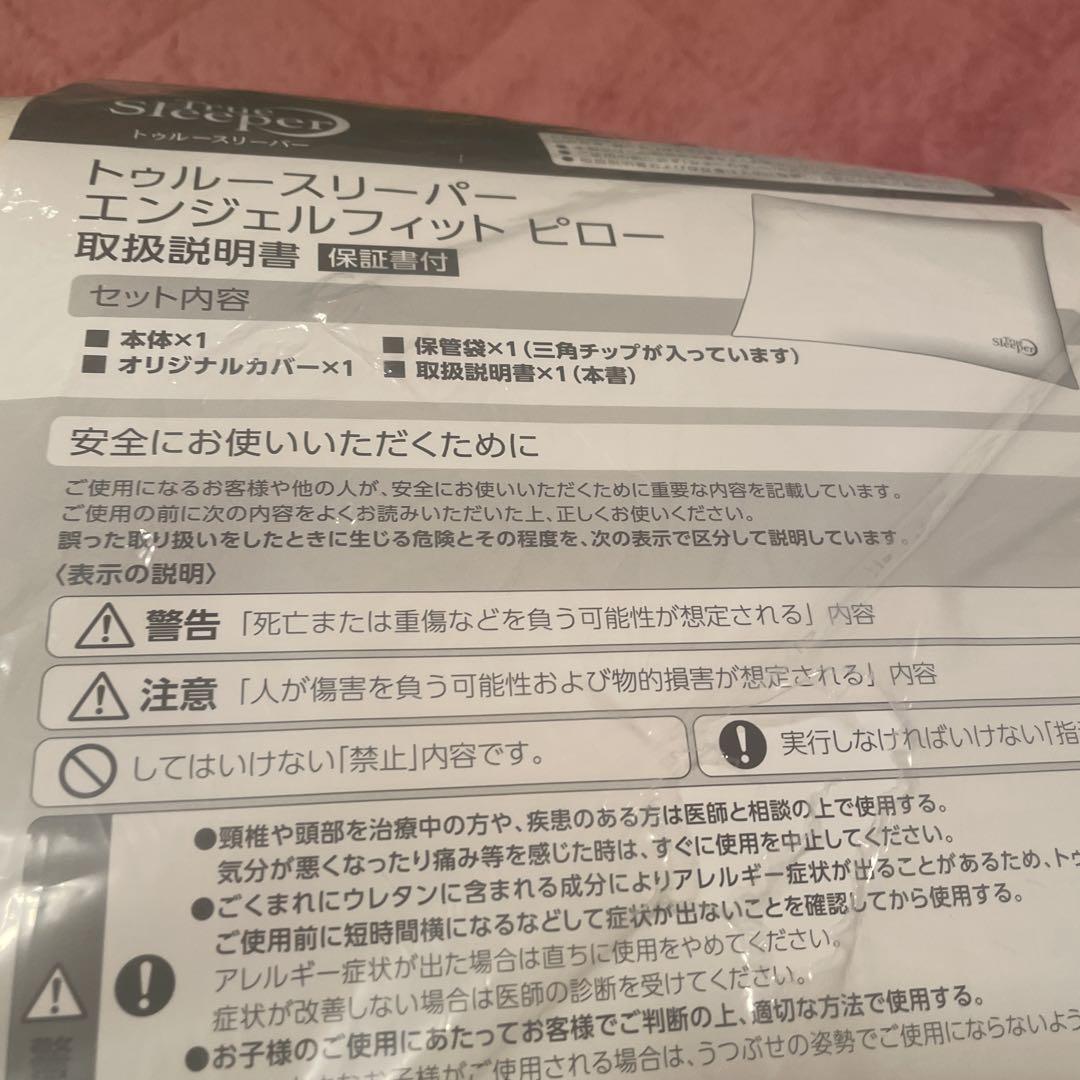 True
Sleeper
トゥルースリーパー
トゥルースリーパー
エンジェルフィット ピロー
取扱説明書 保証書付
セット内容
■ 本体×1
■ オリジナルカバー×1
■ 保管袋×1（三角チップが入っています）
■ 取扱説明書×1（本書）
True
Sleeper
安全にお使いいただくために
ご使用になるお客様や他の人が、安全にお使いいただくために重要な内容を記載しています。
ご使用の前に次の内容をよくお読みいただいた上、正しくお使いください。
誤った取り扱いをしたときに生じる危険とその程度を、次の表示で区分して説明しています。
〈表示の説明〉
警告 「死亡または重傷などを負う可能性が想定される」内容
注意 「人が傷害を負う可能性および物的損害が想定される」内容
してはいけない「禁止」内容です。
実行しなければいけない「指
●頸椎や頭部を治療中の方や、疾患のある方は医師と相談の上で使用する。
気分が悪くなったり痛み等を感じた時は、すぐに使用を中止してください。
●ごくまれにウレタンに含まれる成分によりアレルギー症状が出ることがあるため、トゥ
ご使用前に短時間横になるなどして症状が出ないことを確認してから使用する。
アレルギー症状が出た場合は直ちに使用をやめてください。
症状が改善しない場合は医師の診断を受けてください。
●お子様のご使用にあたってお客様でご判断の上、適切な方法で使用する。
お子様がご使用される場合は、うつぶせの姿勢でご使用にならないよう